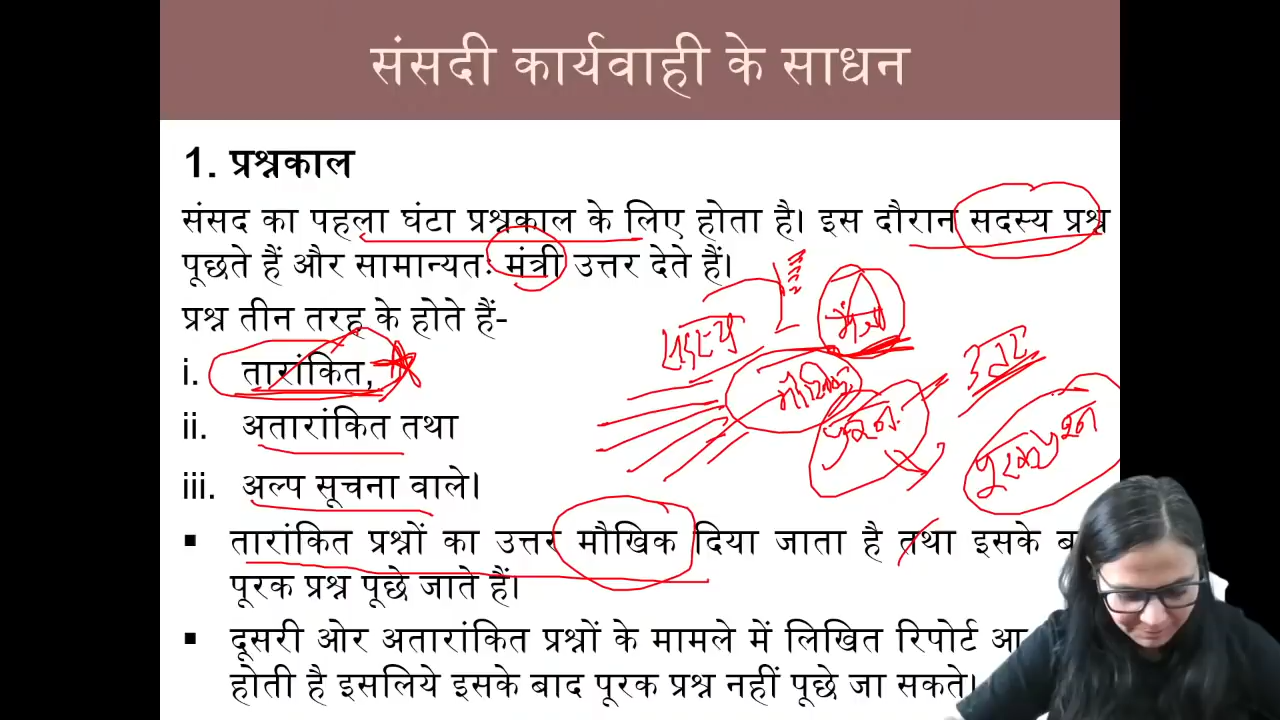 संसदी कार्यवाही के साधन
1. प्रश्नकाल
संसद का पहला घंटा प्रश्नकाल के लिए होता है। इस दौरान सदस्य प्रश्न
पूछते हैं और सामान्यतः मंत्री उत्तर देते हैं।
प्रश्न तीन तरह के होते हैं-
सदस्य
मंत्री
i. तारांकित,
मौखिक
उत्तर
ii. अतारांकित तथा
पूरक प्रश्न
iii. अल्प सूचना वाले।
▪ तारांकित प्रश्नों का उत्तर मौखिक दिया जाता है तथा इसके
पूरक प्रश्न पूछे जाते हैं।
▪ दूसरी ओर अतारांकित प्रश्नों के मामले में लिखित रिपोर्ट
होती है इसलिये इसके बाद पूरक प्रश्न नहीं पूछे जा सकते।